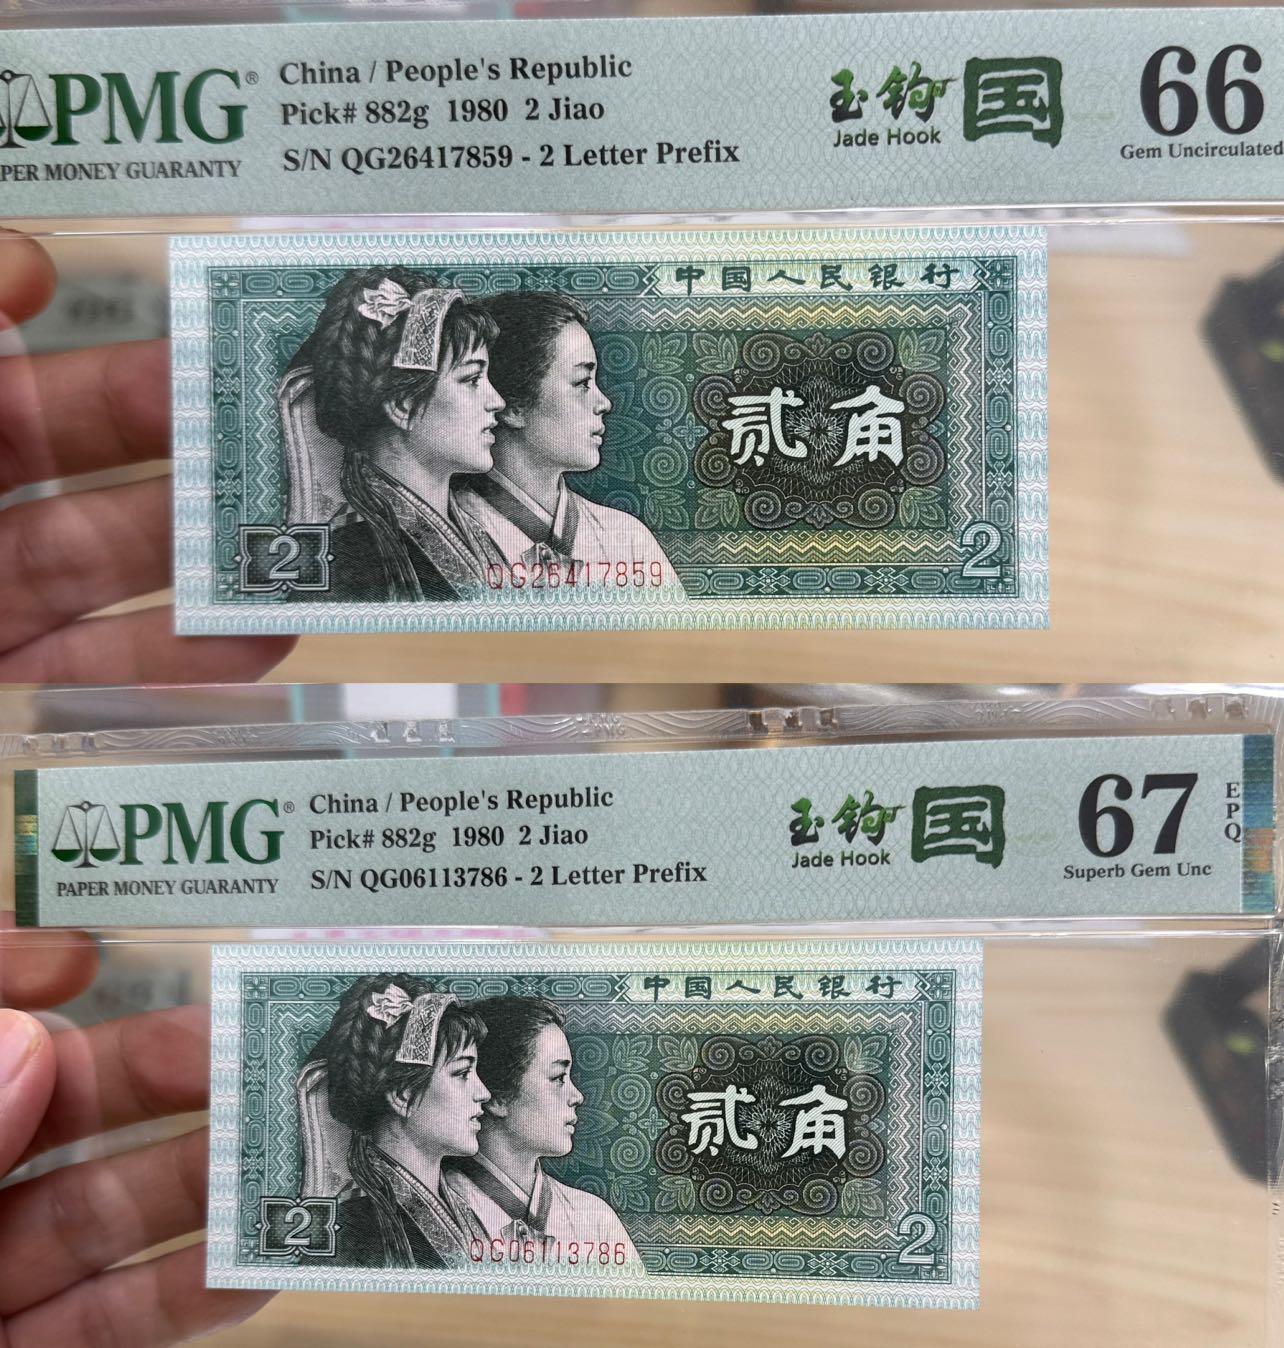 PMG®
PER MONEY GUARANTY
China / People's Republic
Pick# 882g 1980 2 Jiao
S/N QG26417859 - 2 Letter Prefix
玉钩
Jade Hook
国
66
Gem Uncirculated
中国人民银行
贰角
2
2
QG26417859
PMG®
PAPER MONEY GUARANTY
China / People's Republic
Pick# 882g 1980 2 Jiao
S/N QG06113786 - 2 Letter Prefix
玉钩
Jade Hook
国
67
EPQ
Superb Gem Unc
中国人民银行
贰角
2
2
QG06113786